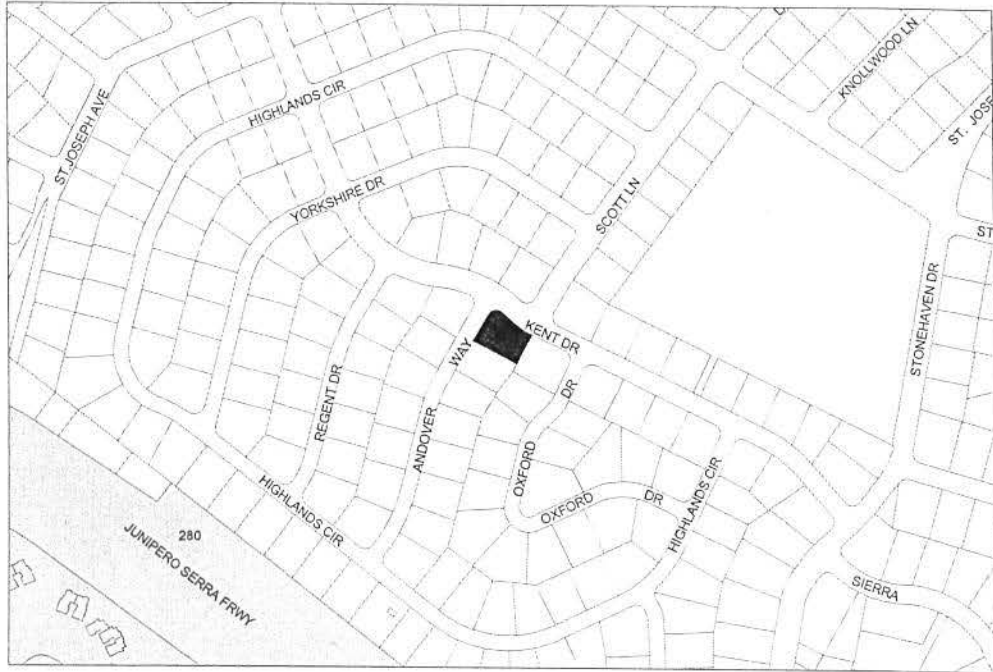 KNOLLWOOD LN
HIGHLANDS CIR
ST. JOSEPH AVE
ST. JOSE
YORKSHIRE DR
SCOTT LN
ST
STONEHAVEN DR
KENT DR
WAY
ANDOVER
REGENT DR
DR
OXFORD
OXFORD
DR
HIGHLANDS CIR
HIGHLANDS CIR
280
JUNIPERO SERRA FRWY
SIERRA